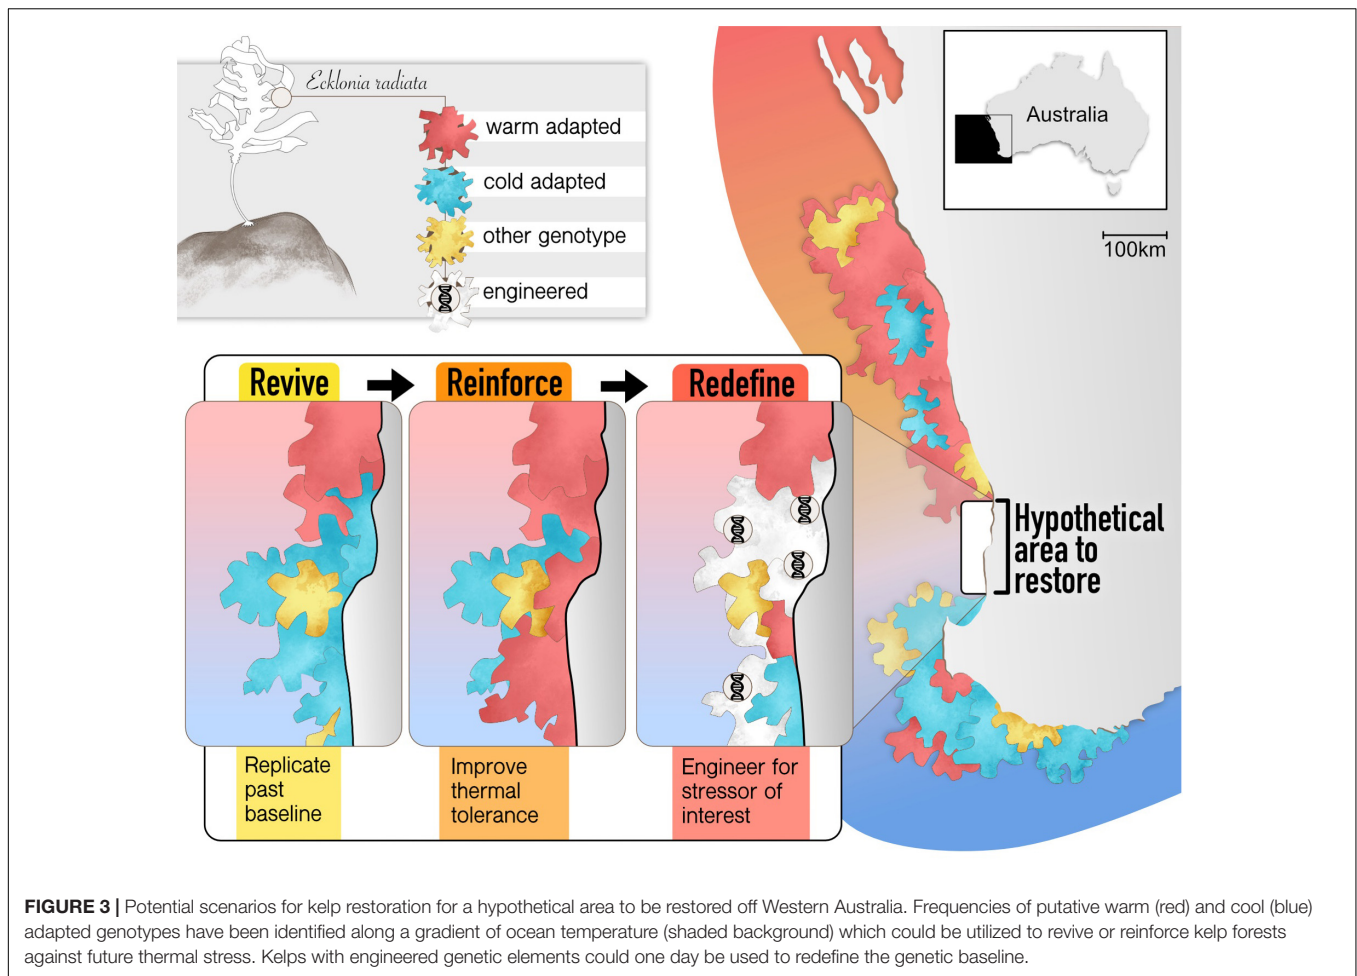 Ecklonia radiata
warm adapted
cold adapted
other genotype
engineered
Australia
100km
Revive
Reinforce
Redefine
Hypothetical
area to
restore
Replicate
past
baseline
Improve
thermal
tolerance
Engineer for
stressor of
interest
FIGURE 3 | Potential scenarios for kelp restoration for a hypothetical area to be restored off Western Australia. Frequencies of putative warm (red) and cool (blue)
adapted genotypes have been identified along a gradient of ocean temperature (shaded background) which could be utilized to revive or reinforce kelp forests
against future thermal stress. Kelps with engineered genetic elements could one day be used to redefine the genetic baseline.